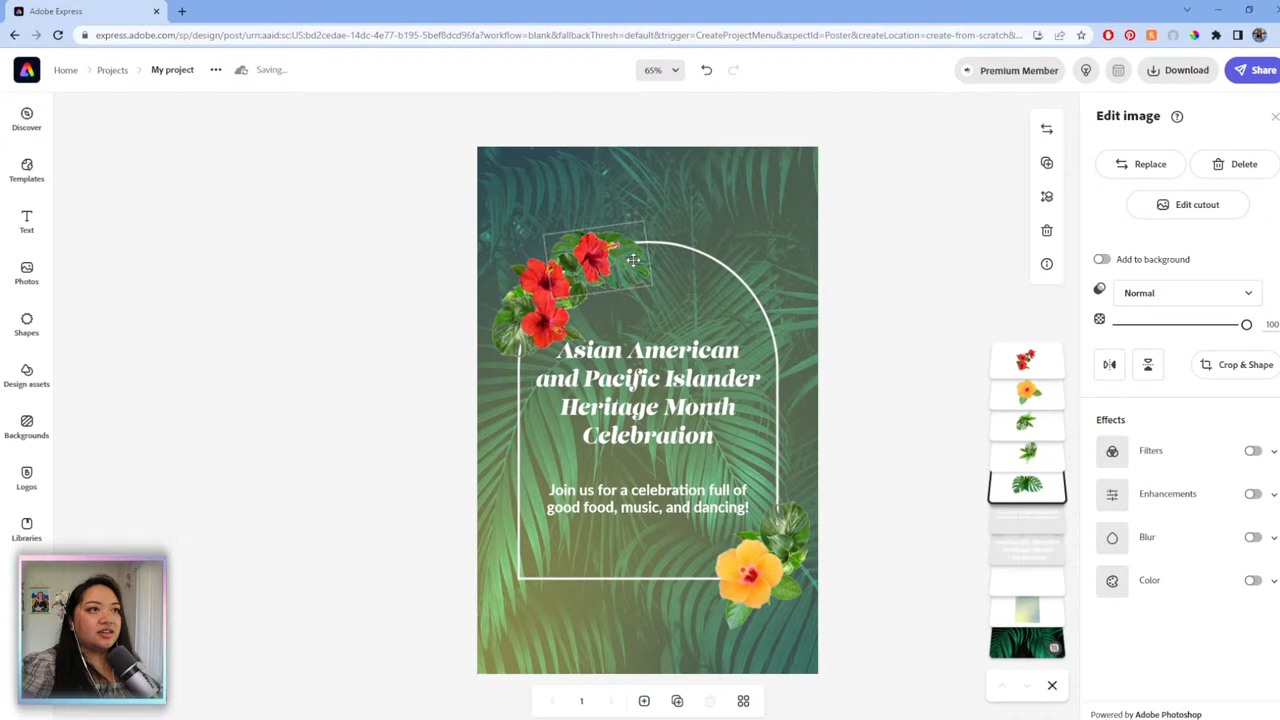 Adobe Express
express.adobe.com/sp/design/post/urn:aaid:sc:US:bd2cedae-14dc-4e77-b195-5bef8dcd96fa?workflow=blank&fallbackThresh=default&trigger=CreateProjectMenu&aspectId=Poster&createLocation=create-from-scratch&...
Home
Projects
My project
Saving...
65%
Premium Member
Download
Share
Discover
Templates
Text
Photos
Shapes
Design assets
Backgrounds
Logos
Libraries
Asian American
and Pacific Islander
Heritage Month
Celebration
Join us for a celebration full of
good food, music, and dancing!
1
Edit image
Replace
Delete
Edit cutout
Add to background
Normal
100
Crop & Shape
Effects
Filters
Enhancements
Blur
Color
Powered by Adobe Photoshop